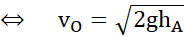 ⇔ v_O = √(2gh_A)